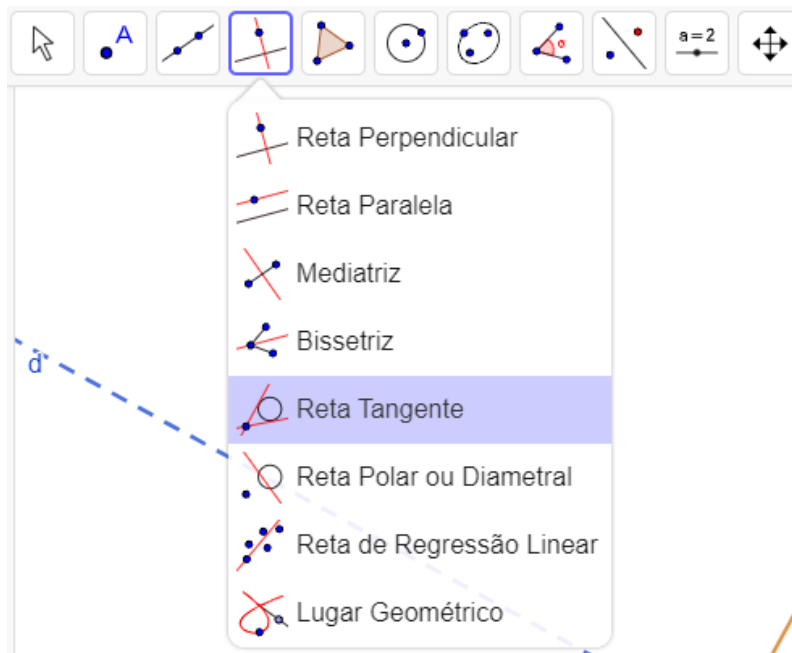 A
α
a=2
Reta Perpendicular
Reta Paralela
Mediatriz
Bissetriz
d
Reta Tangente
Reta Polar ou Diametral
Reta de Regressão Linear
Lugar Geométrico